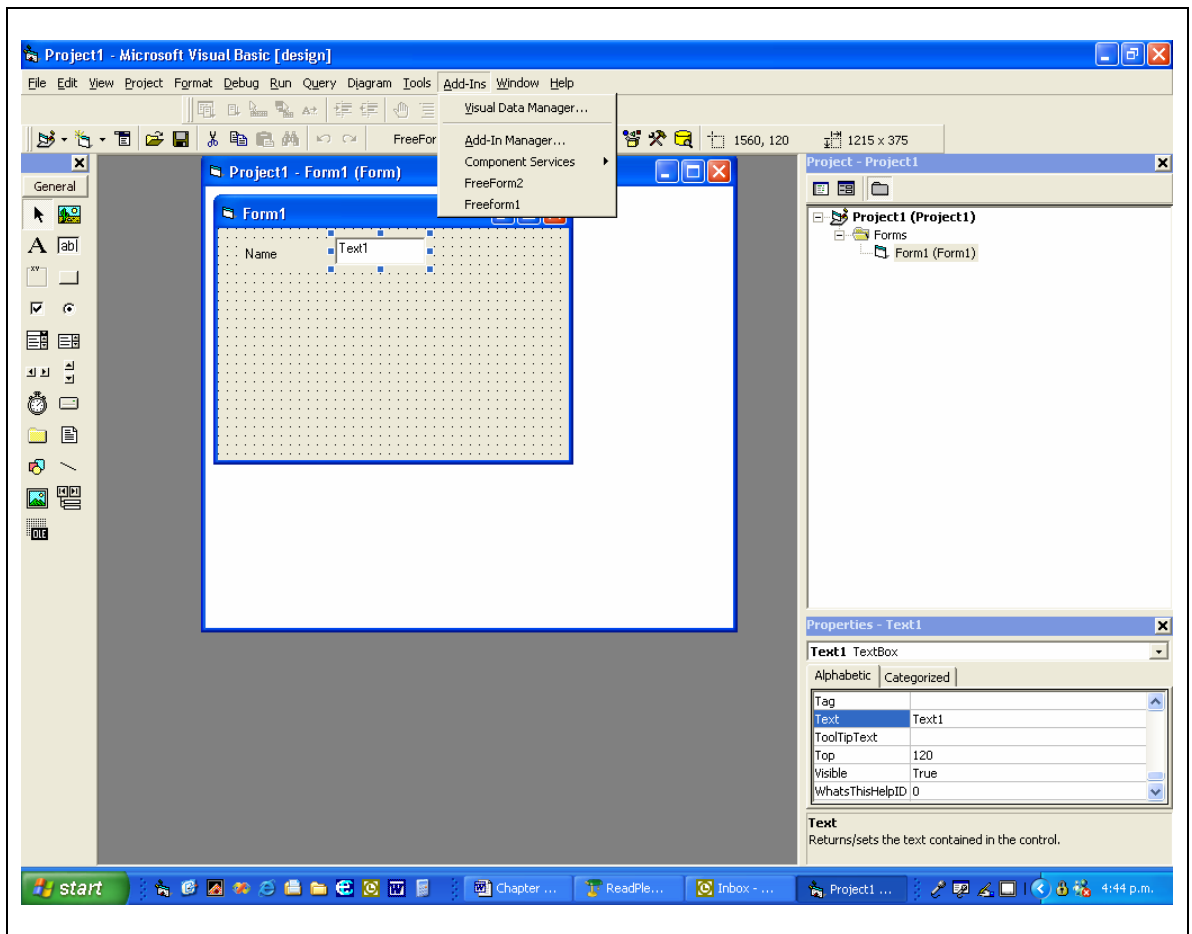 Project1 - Microsoft Visual Basic [design]
File Edit View Project Format Debug Run Query Diagram Tools Add-Ins Window Help
Visual Data Manager...
Add-In Manager...
Component Services
FreeForm2
Freeform1
FreeFor
1560, 120
1215 x 375
General
A
abl
xv
OLE
Project1 - Form1 (Form)
Form1
Name
Text1
Project - Project1
Project1 (Project1)
Forms
Form1 (Form1)
Properties - Text1
Text1 TextBox
Alphabetic Categorized
Tag
Text Text1
ToolTipText
Top 120
Visible True
WhatsThisHelpID 0
Text
Returns/sets the text contained in the control.
start
Chapter ...
ReadPle...
Inbox - ...
Project1 ...
4:44 p.m.